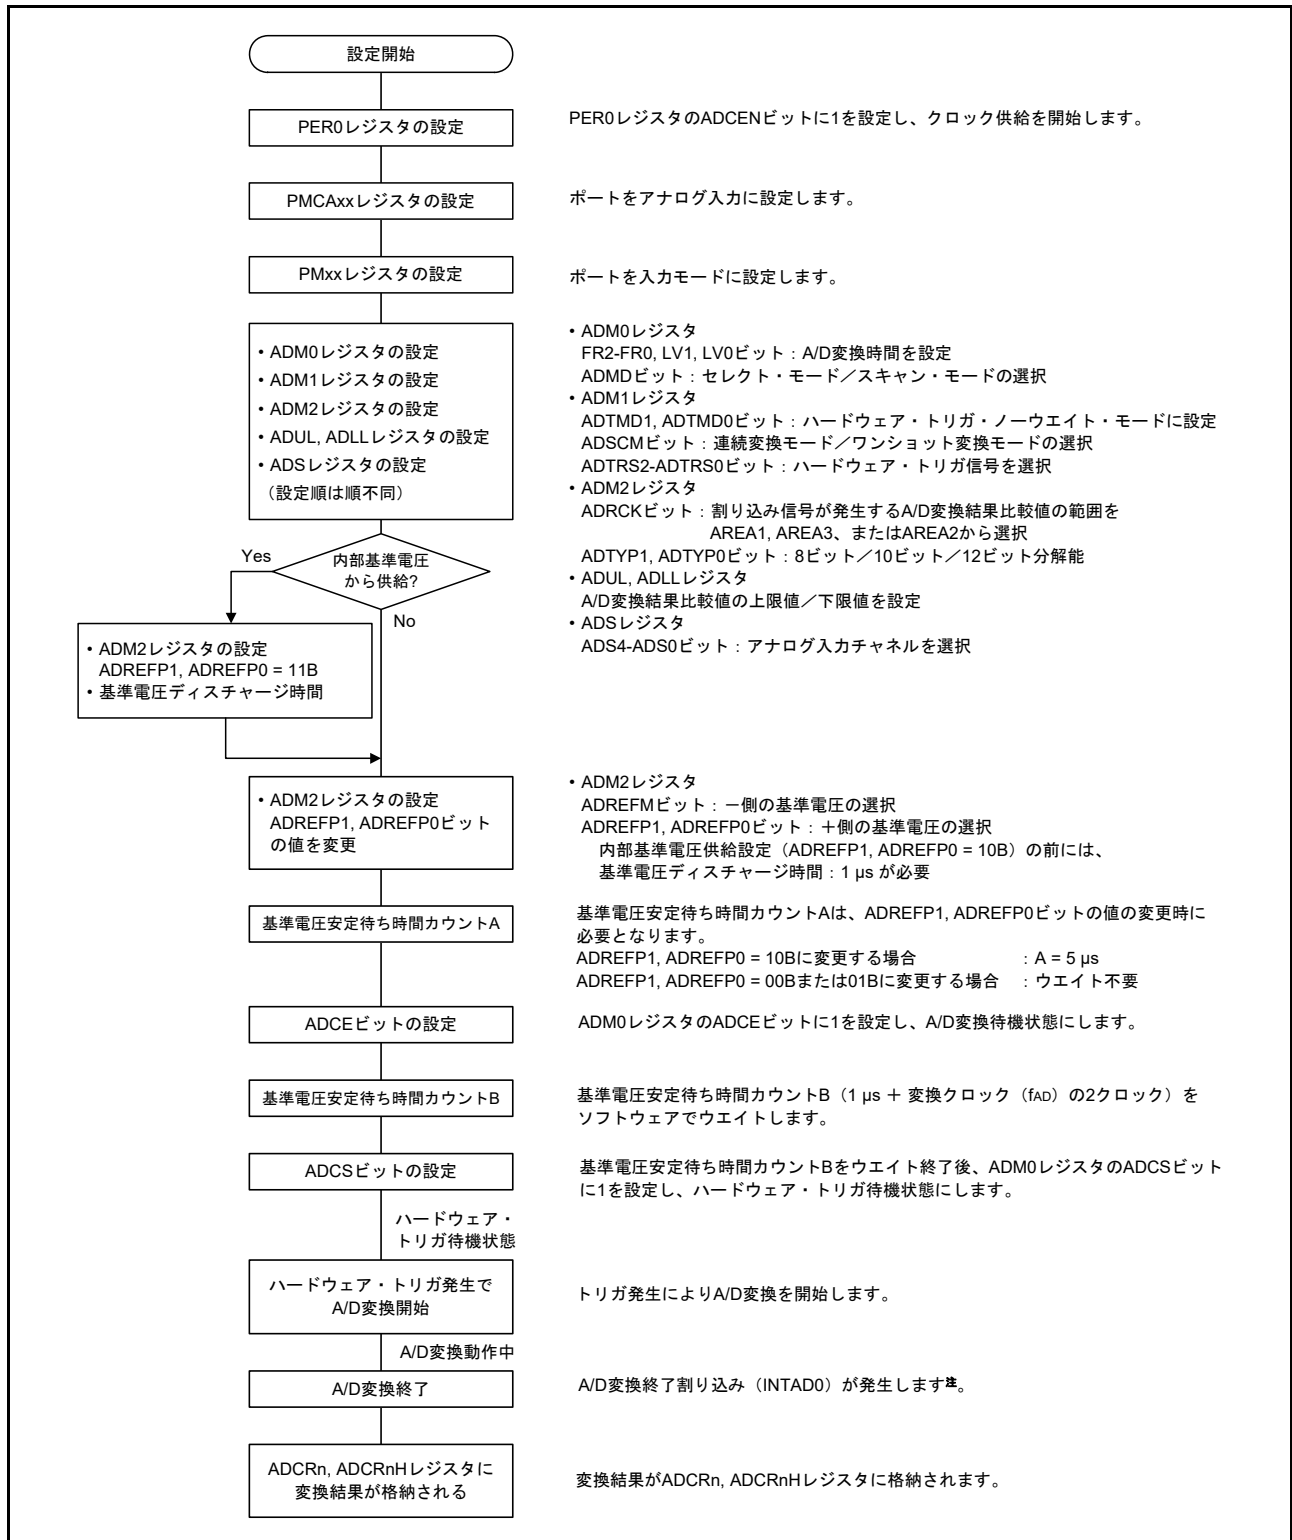 設定開始
PER0レジスタの設定
PER0レジスタのADCENビットに1を設定し、クロック供給を開始します。
PMCAxxレジスタの設定
ポートをアナログ入力に設定します。
PMxxレジスタの設定
ポートを入力モードに設定します。
• ADM0レジスタの設定
• ADM1レジスタの設定
• ADM2レジスタの設定
• ADUL, ADLLレジスタの設定
• ADSレジスタの設定
（設定順は順不同）
• ADM0レジスタ
FR2-FR0, LV1, LV0ビット：A/D変換時間を設定
ADMDビット：セレクト・モード／スキャン・モードの選択
• ADM1レジスタ
ADTMD1, ADTMD0ビット：ハードウェア・トリガ・ノーウエイト・モードに設定
ADSCMビット：連続変換モード／ワンショット変換モードの選択
ADTRS2-ADTRS0ビット：ハードウェア・トリガ信号を選択
• ADM2レジスタ
ADRCKビット：割り込み信号が発生するA/D変換結果比較値の範囲を
AREA1, AREA3、またはAREA2から選択
ADTYP1, ADTYP0ビット：8ビット／10ビット／12ビット分解能
• ADUL, ADLLレジスタ
A/D変換結果比較値の上限値／下限値を設定
• ADSレジスタ
ADS4-ADS0ビット：アナログ入力チャネルを選択
Yes
内部基準電圧
から供給?
No
• ADM2レジスタの設定
ADREFP1, ADREFP0 = 11B
• 基準電圧ディスチャージ時間
• ADM2レジスタの設定
ADREFP1, ADREFP0ビット
の値を変更
• ADM2レジスタ
ADREFMビット：－側の基準電圧の選択
ADREFP1, ADREFP0ビット：＋側の基準電圧の選択
内部基準電圧供給設定（ADREFP1, ADREFP0 = 10B）の前には、
基準電圧ディスチャージ時間：1 µs が必要
基準電圧安定待ち時間カウントA
基準電圧安定待ち時間カウントAは、ADREFP1, ADREFP0ビットの値の変更時に
必要となります。
ADREFP1, ADREFP0 = 10Bに変更する場合 ：A = 5 µs
ADREFP1, ADREFP0 = 00Bまたは01Bに変更する場合 ：ウエイト不要
ADCEビットの設定
ADM0レジスタのADCEビットに1を設定し、A/D変換待機状態にします。
基準電圧安定待ち時間カウントB
基準電圧安定待ち時間カウントB（1 µs ＋ 変換クロック（fAD）の2クロック）を
ソフトウェアでウエイトします。
ADCSビットの設定
基準電圧安定待ち時間カウントBをウエイト終了後、ADM0レジスタのADCSビット
に1を設定し、ハードウェア・トリガ待機状態にします。
ハードウェア・
トリガ待機状態
ハードウェア・トリガ発生で
A/D変換開始
トリガ発生によりA/D変換を開始します。
A/D変換動作中
A/D変換終了
A/D変換終了割り込み（INTAD0）が発生します注。
ADCRn, ADCRnHレジスタに
変換結果が格納される
変換結果がADCRn, ADCRnHレジスタに格納されます。